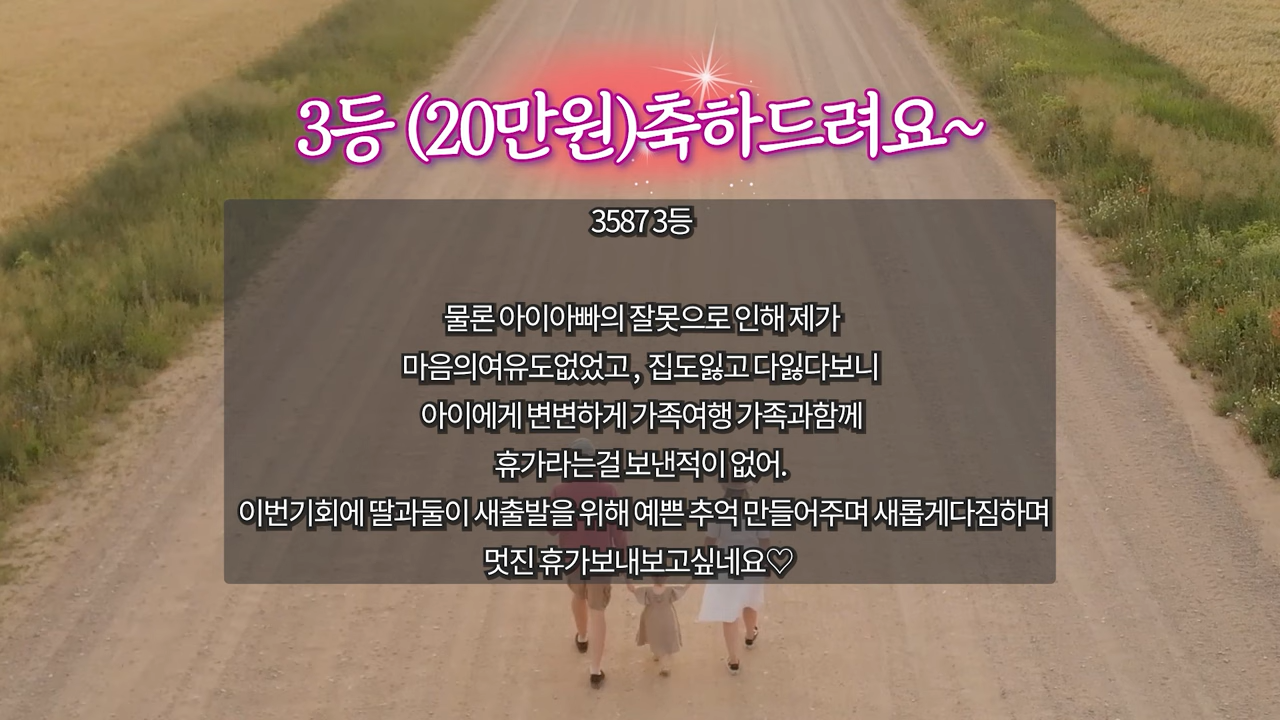 3등 (20만원)축하드려요~
3587 3등
물론 아이아빠의 잘못으로 인해 제가
마음의여유도없었고, 집도잃고 다잃다보니
아이에게 변변하게 가족여행 가족과함께
휴가라는걸 보낸적이 없어.
이번기회에 딸과둘이 새출발을 위해 예쁜 추억 만들어주며 새롭게다짐하며
멋진 휴가보내보고싶네요♡